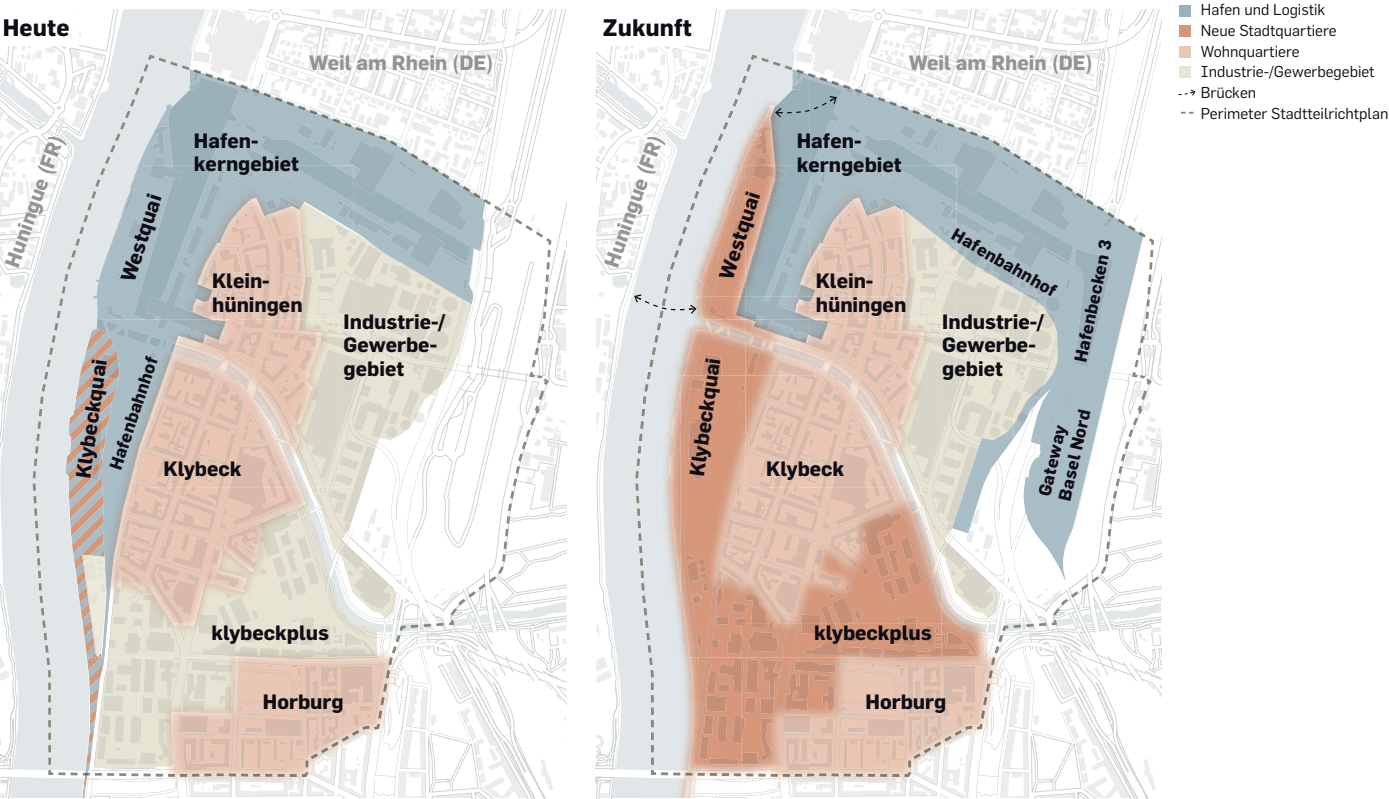 Heute
Weil am Rhein (DE)
Huningue (FR)
Hafen-
kerngebiet
Westquai
Klein-
hüningen
Industrie-/
Gewerbe-
gebiet
Klybeckquai
Hafenbahnhof
Klybeck
klybeckplus
Horburg
Zukunft
Weil am Rhein (DE)
Huningue (FR)
Hafen-
kerngebiet
Westquai
Hafenbahnhof
Hafenbecken 3
Klein-
hüningen
Industrie-/
Gewerbe-
gebiet
Klybeckquai
Klybeck
Gateway
Basel Nord
klybeckplus
Horburg
Hafen und Logistik
Neue Stadtquartiere
Wohnquartiere
Industrie-/Gewerbegebiet
Brücken
Perimeter Stadtteilrichtplan